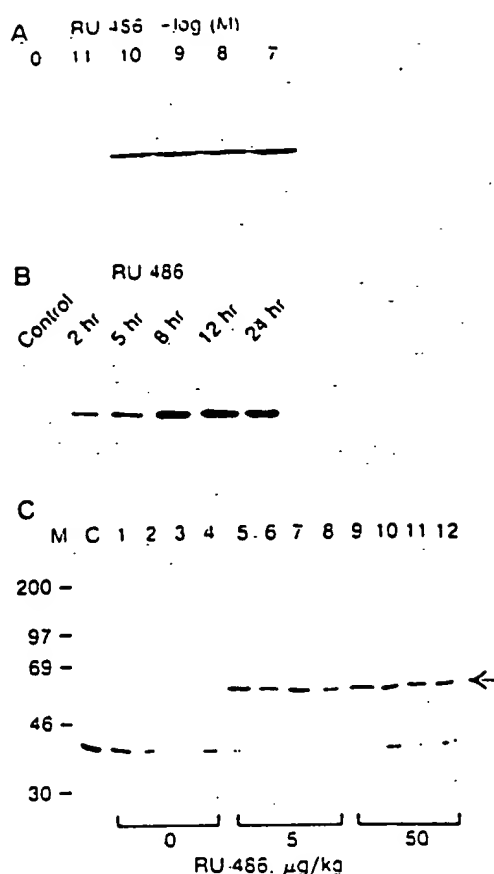 A RU 456 -log (M)
0 11 10 9 8 7
B RU 486
Control 2 hr 5 hr 8 hr 12 hr 24 hr
C
M C 1 2 3 4 5 6 7 8 9 10 11 12
200
97
69
46
30
0 5 50
RU-486, µg/kg